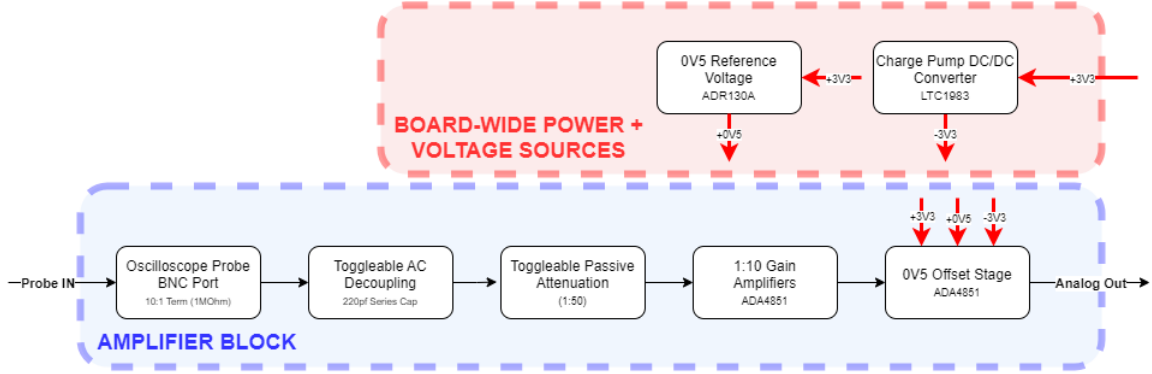 0V5 Reference
Voltage
ADR130A
+3V3
Charge Pump DC/DC
Converter
LTC1983
+3V3
+0V5
-3V3
BOARD-WIDE POWER +
VOLTAGE SOURCES
+3V3
+0V5
-3V3
Probe IN
Oscilloscope Probe
BNC Port
10:1 Term (1MOhm)
Toggleable AC
Decoupling
220pf Series Cap
Toggleable Passive
Attenuation
(1:50)
1:10 Gain
Amplifiers
ADA4851
0V5 Offset Stage
ADA4851
Analog Out
AMPLIFIER BLOCK